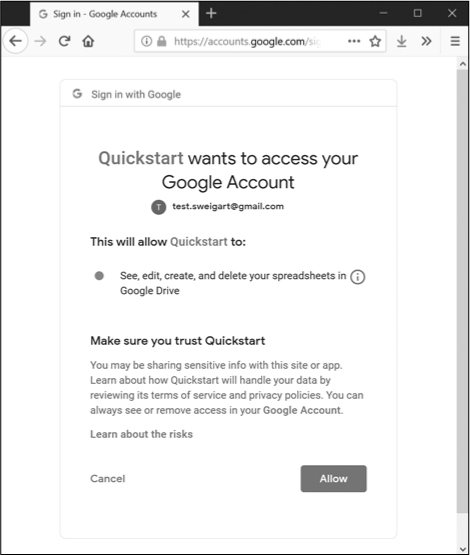 Sign in - Google Accounts
https://accounts.google.com/si
Sign in with Google
Quickstart wants to access your
Google Account
T test.sweigart@gmail.com
This will allow Quickstart to:
See, edit, create, and delete your spreadsheets in
Google Drive
Make sure you trust Quickstart
You may be sharing sensitive info with this site or app.
Learn about how Quickstart will handle your data by
reviewing its terms of service and privacy policies. You can
always see or remove access in your Google Account.
Learn about the risks
Cancel Allow